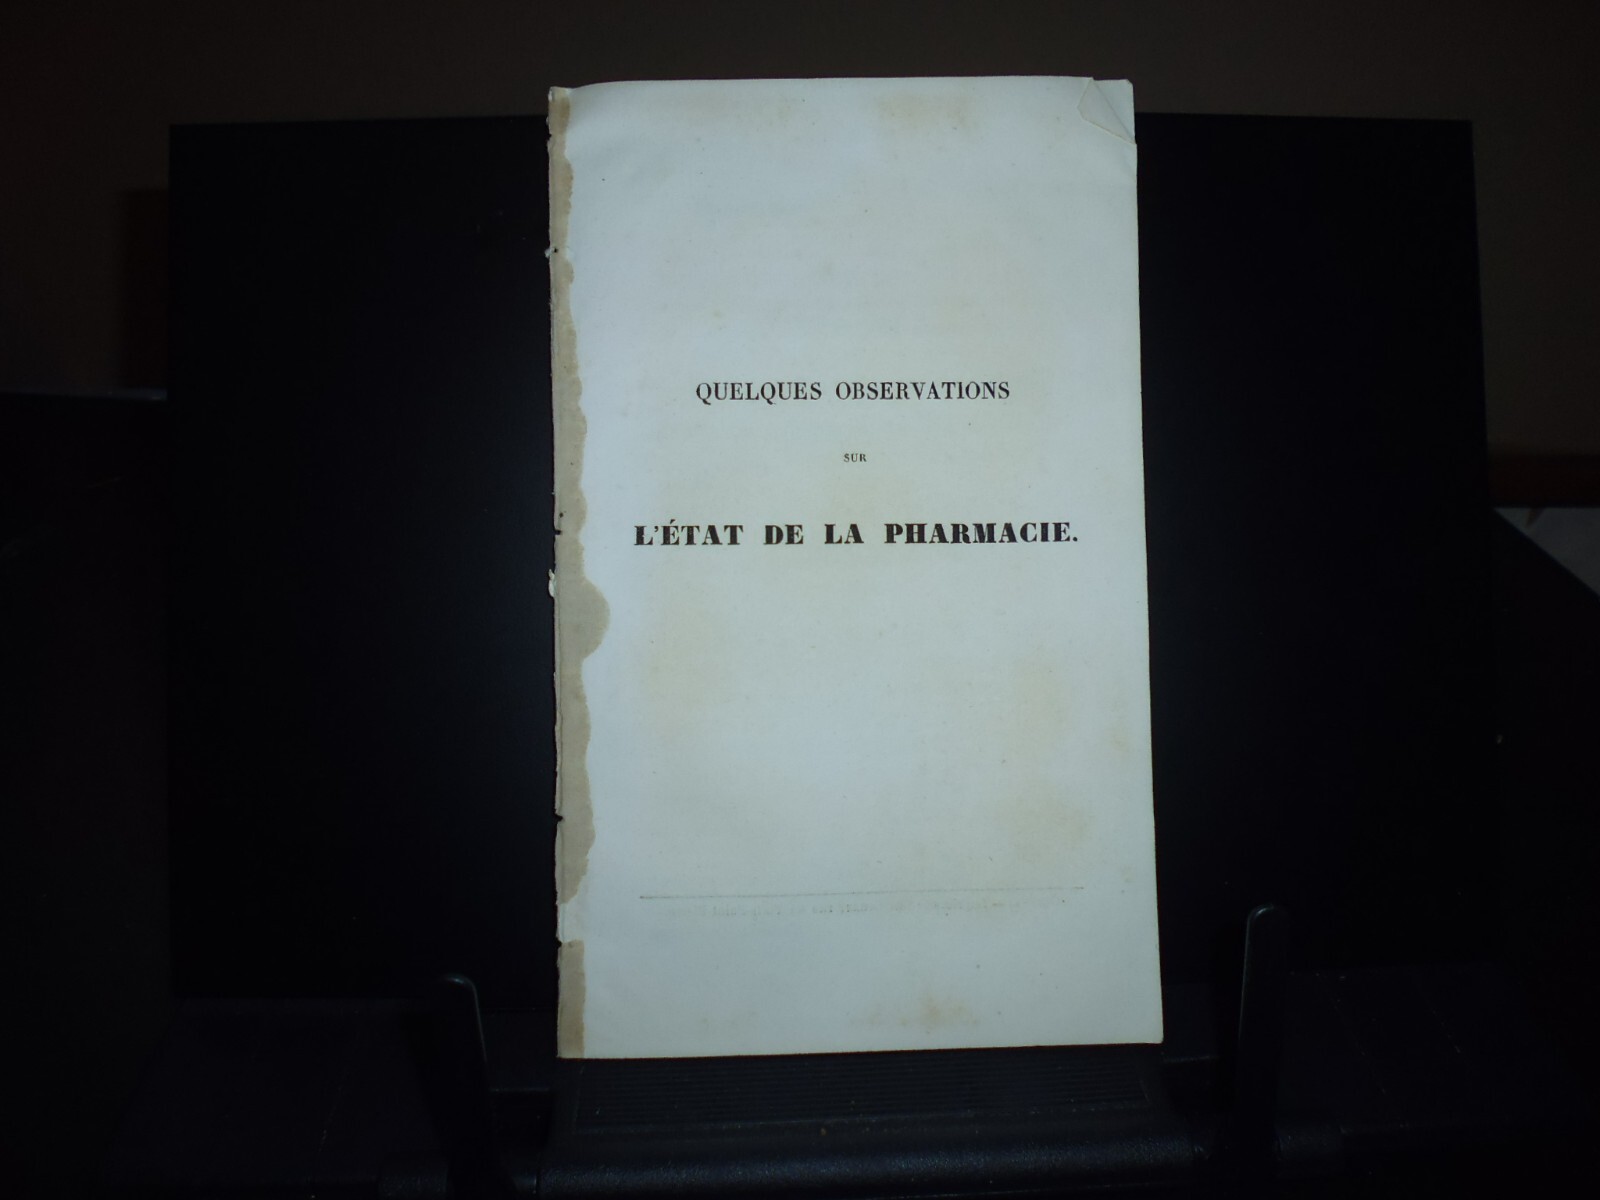 QUELQUES OBSERVATIONS
SUR
L'ÉTAT DE LA PHARMACIE.